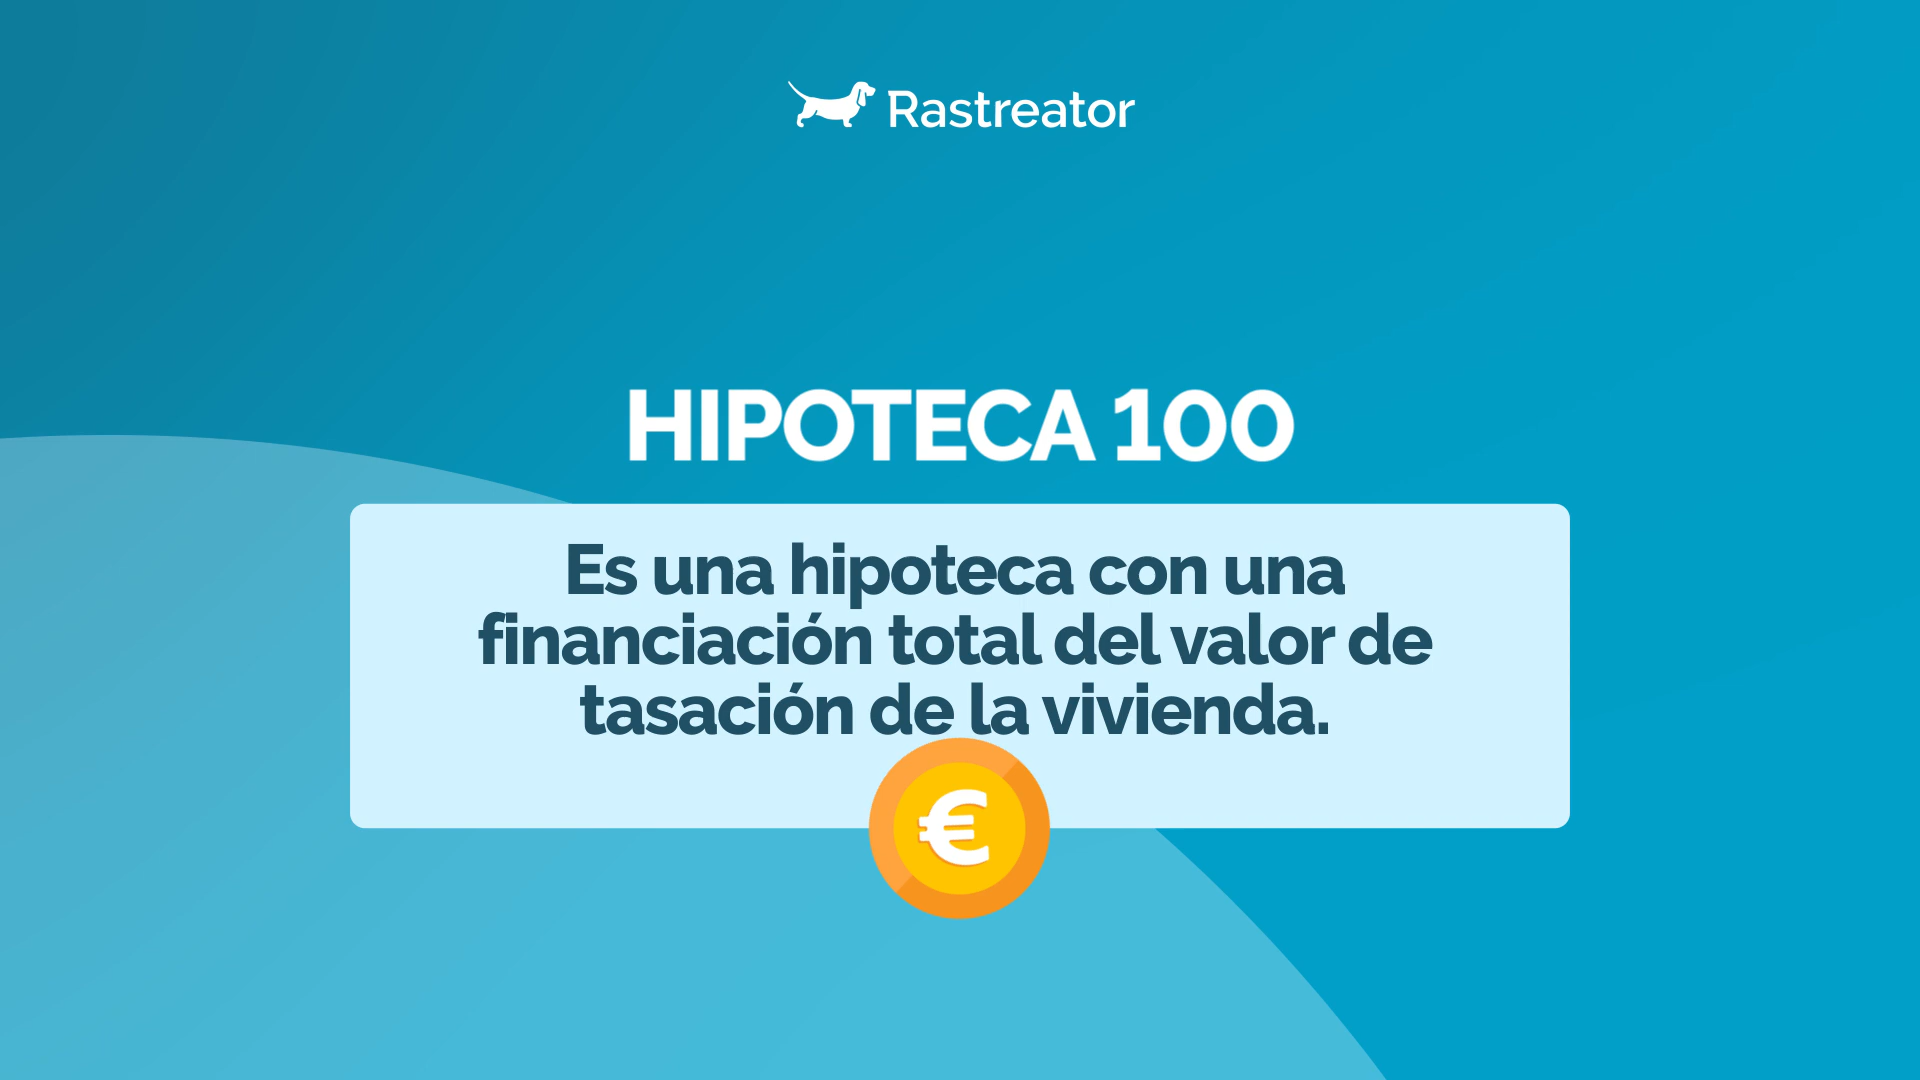 Rastreator
HIPOTECA 100
Es una hipoteca con una
financiación total del valor de
tasación de la vivienda.
€